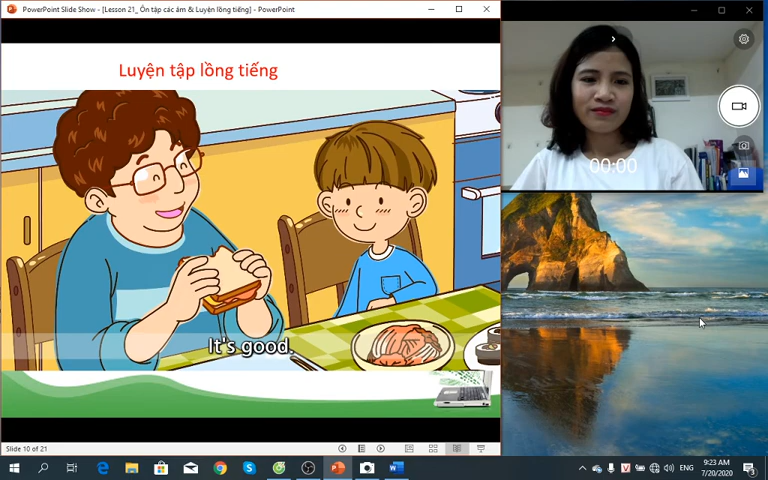 PowerPoint Slide Show - [Lesson 21_ Ôn tập các âm & Luyện lồng tiếng] - PowerPoint
Luyện tập lồng tiếng
It's good.
00:00
Slide 10 of 21
ENG
9:23 AM
7/20/2020